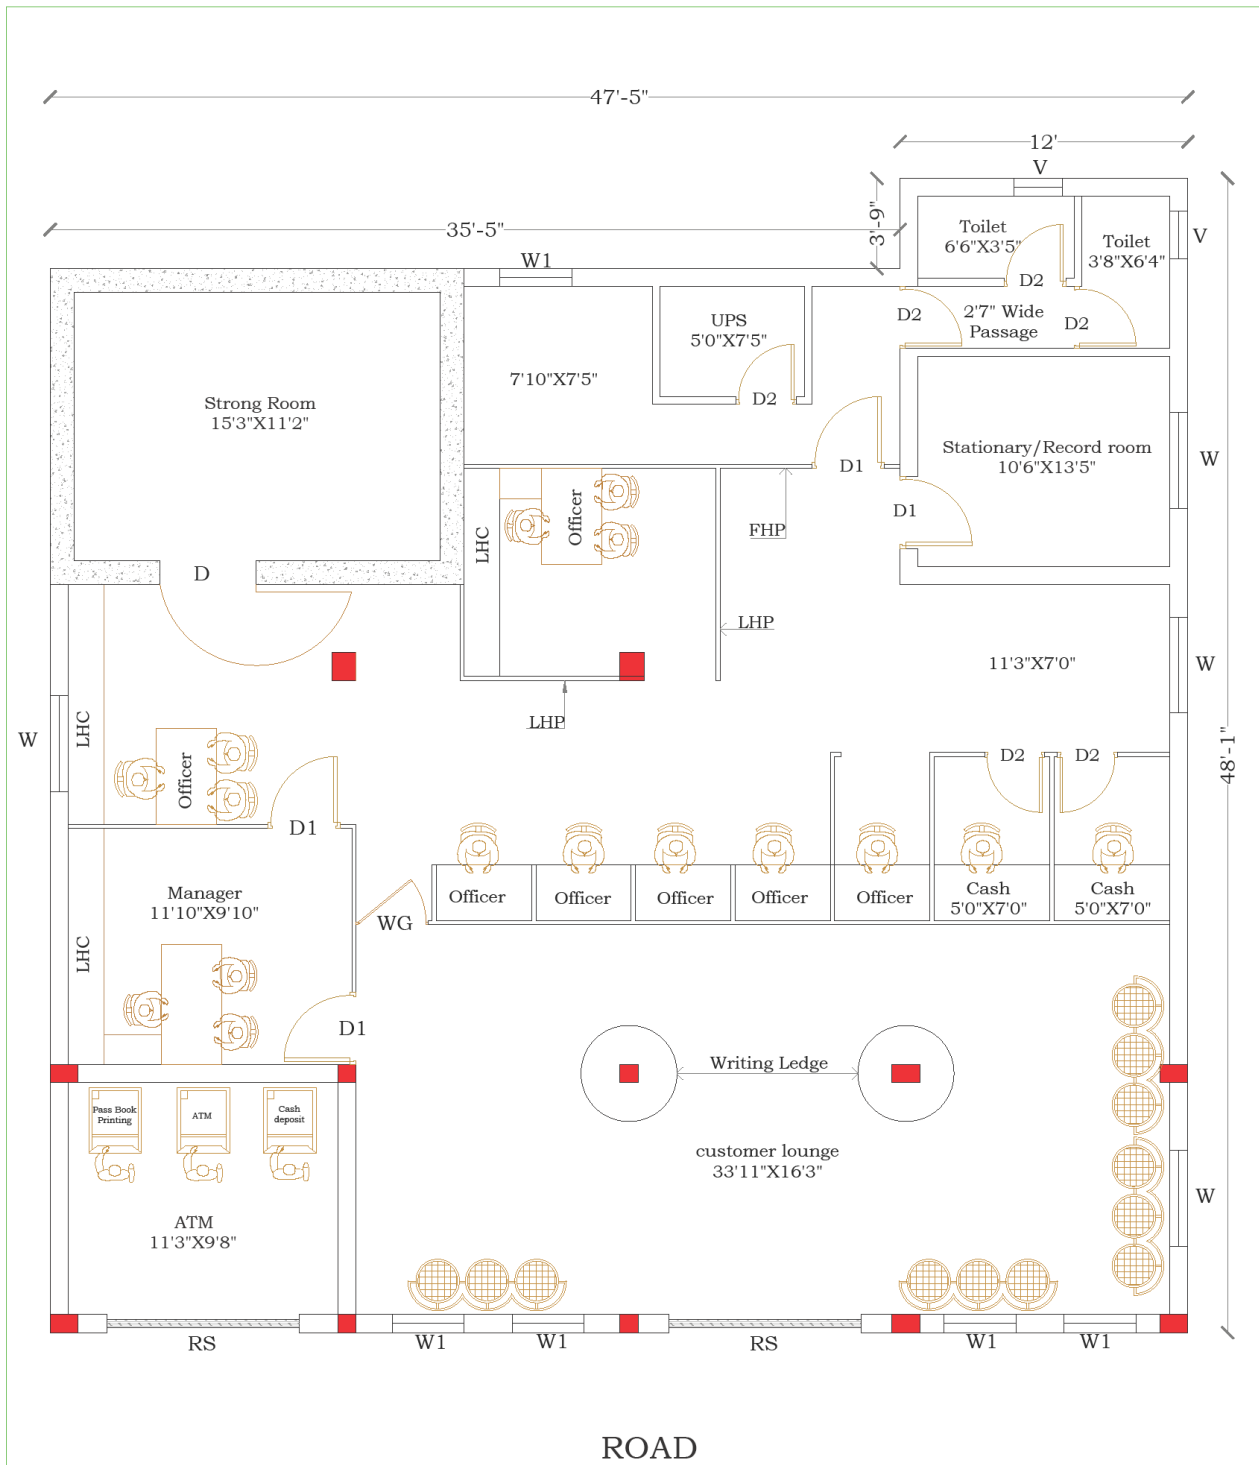 47'-5"
12'
V
3'-9"
35'-5"
W1
Toilet
6'6"X3'5"
Toilet
3'8"X6'4"
V
D2
D2
2'7" Wide
Passage
D2
UPS
5'0"X7'5"
7'10"X7'5"
D2
Strong Room
15'3"X11'2"
Stationary/Record room
10'6"X13'5"
W
D1
D1
Officer
LHC
FHP
D
LHP
11'3"X7'0"
W
LHP
W
LHC
Officer
48'-1"
D2
D2
D1
Manager
11'10"X9'10"
LHC
WG
Officer
Officer
Officer
Officer
Officer
Cash
5'0"X7'0"
Cash
5'0"X7'0"
D1
Writing Ledge
Pass Book
Printing
ATM
Cash
deposit
customer lounge
33'11"X16'3"
W
ATM
11'3"X9'8"
RS
W1
W1
RS
W1
W1
ROAD